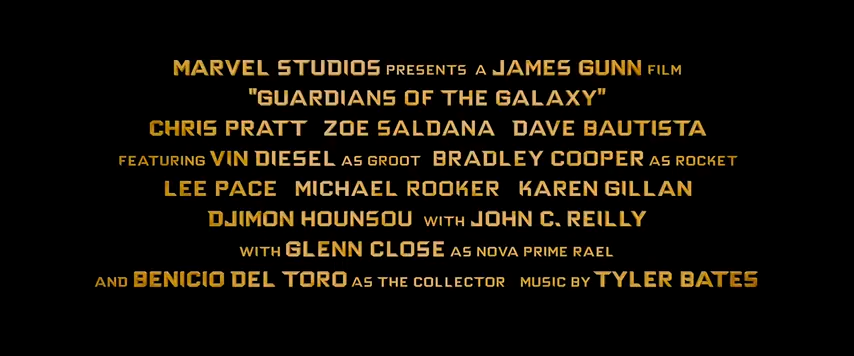 MARVEL STUDIOS PRESENTS A JAMES GUNN FILM
"GUARDIANS OF THE GALAXY"
CHRIS PRATT ZOE SALDANA DAVE BAUTISTA
FEATURING VIN DIESEL AS GROOT BRADLEY COOPER AS ROCKET
LEE PACE MICHAEL ROOKER KAREN GILLAN
DJIMON HOUNSOU WITH JOHN C. REILLY
WITH GLENN CLOSE AS NOVA PRIME RAEL
AND BENICIO DEL TORO AS THE COLLECTOR MUSIC BY TYLER BATES